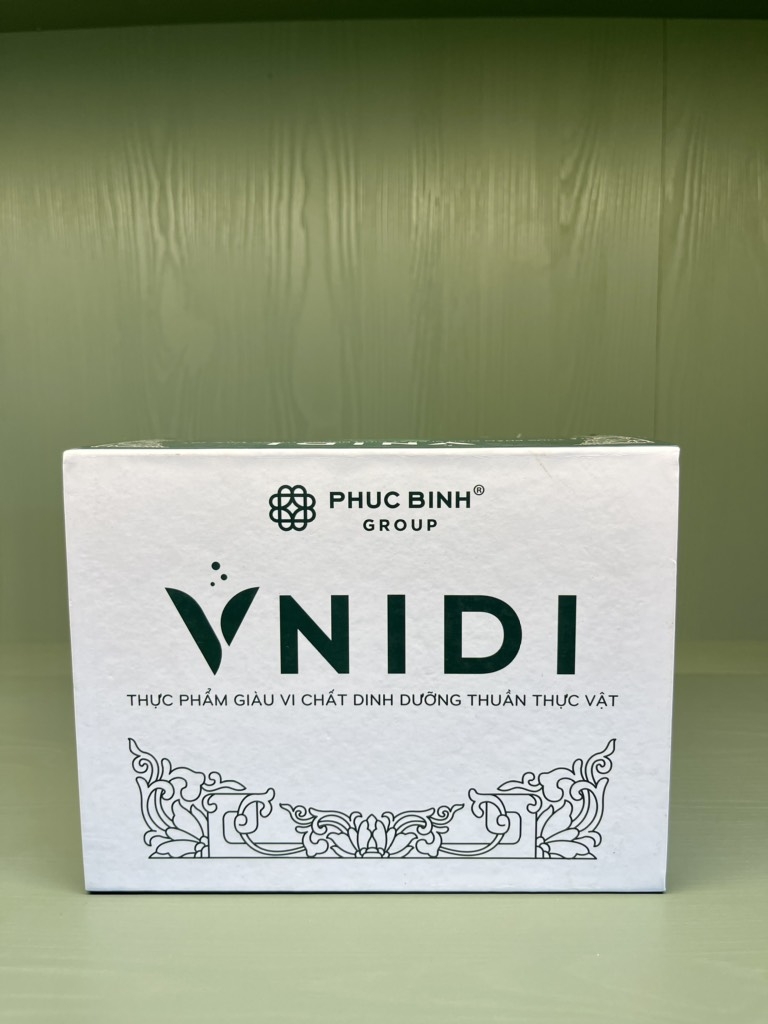 PHUC BINH®
GROUP
VNIDI
THỰC PHẨM GIÀU VI CHẤT DINH DƯỠNG THUẦN THỰC VẬT